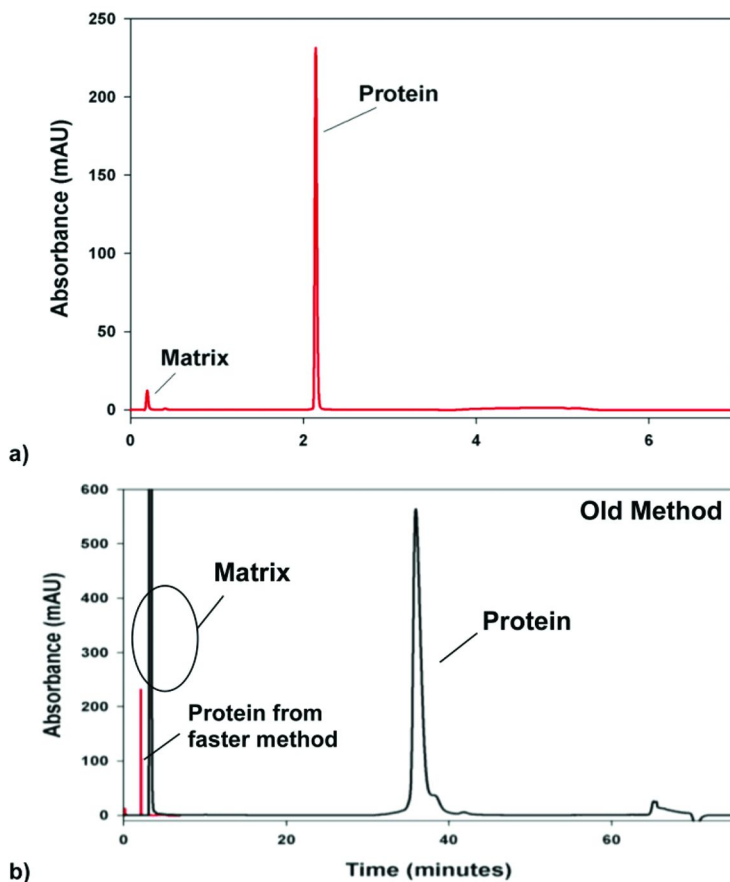 250
200
150
100
50
0
Absorbance (mAU)
Protein
Matrix
0 2 4 6
a)
600
500
400
300
200
100
0
Absorbance (mAU)
Old Method
Matrix
Protein
Protein from
faster method
0 20 40 60
Time (minutes)
b)